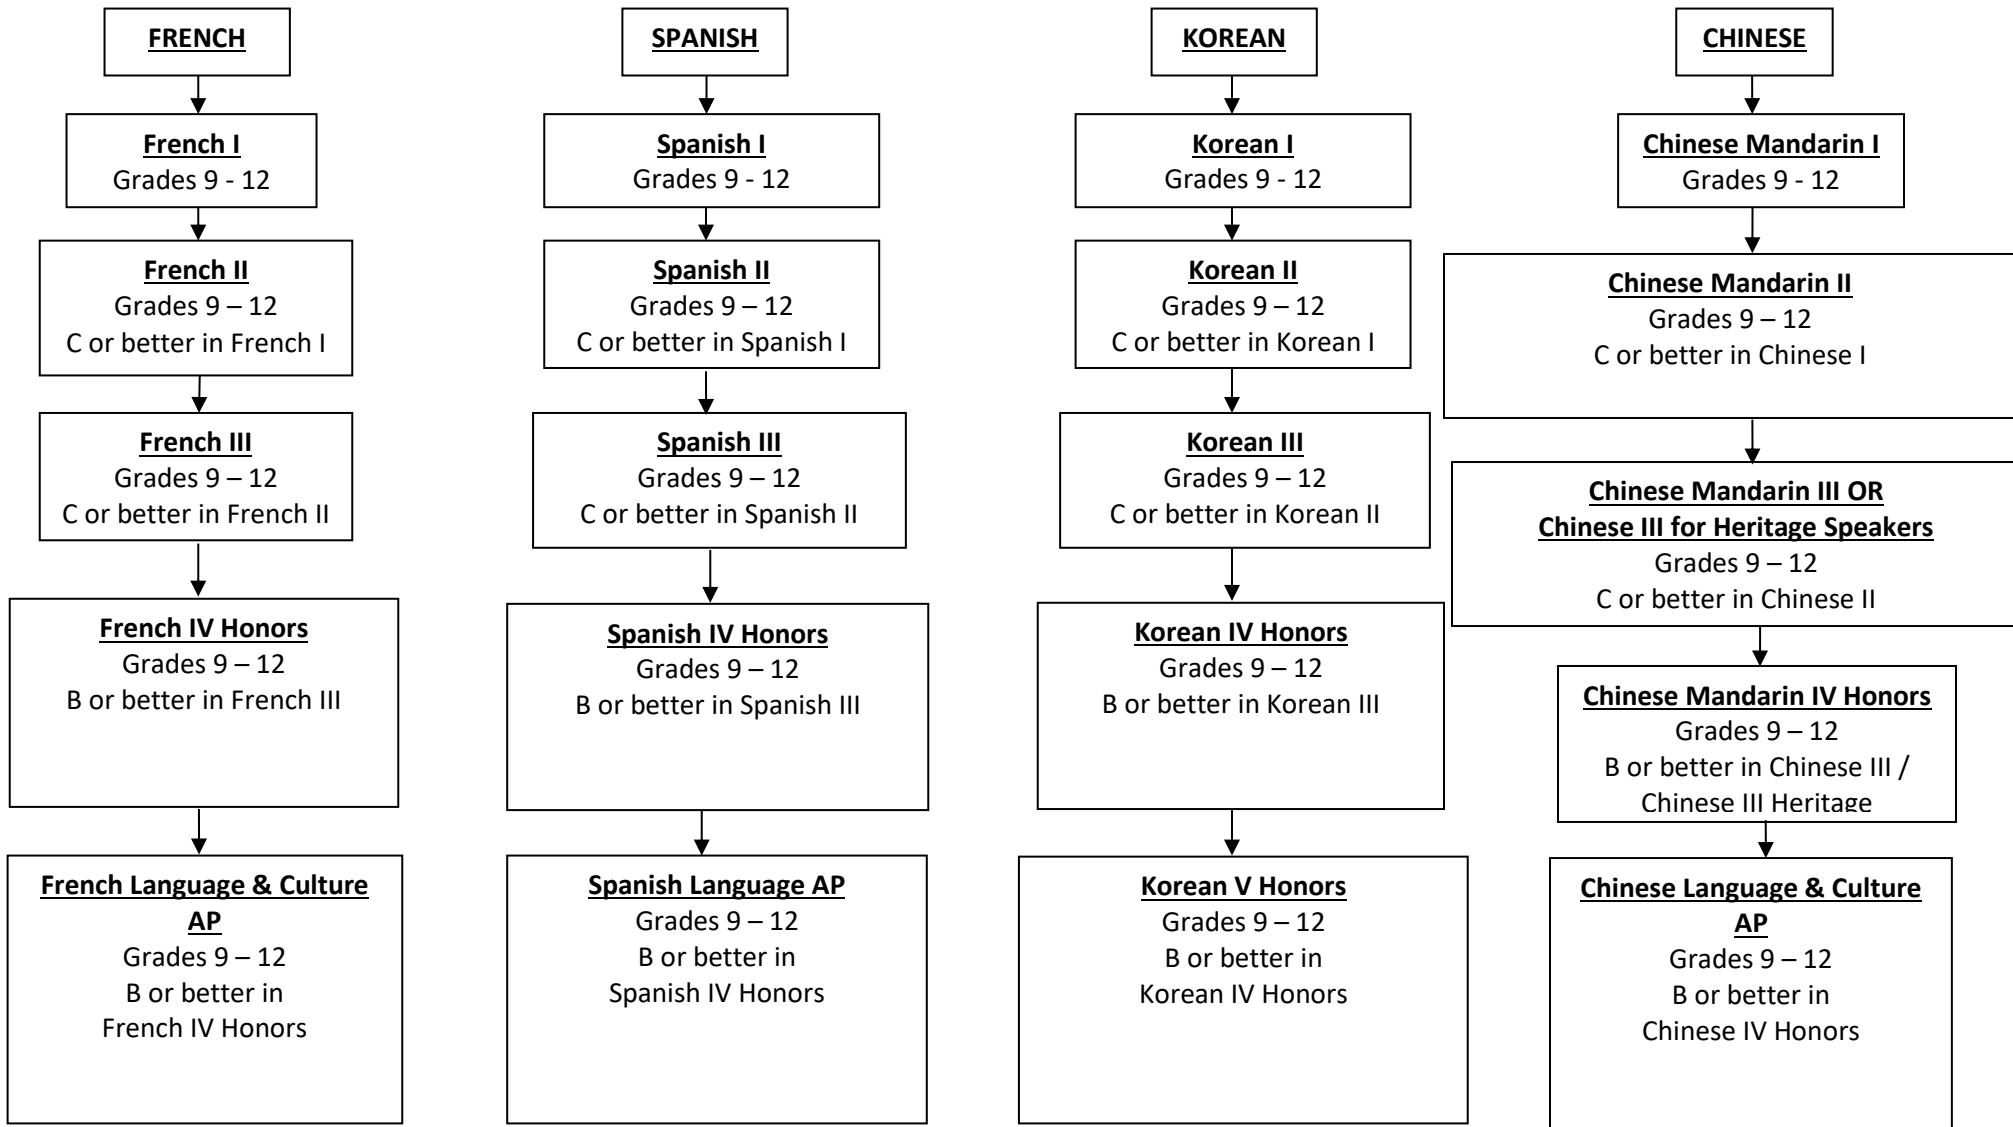 FRENCH
French I
Grades 9 - 12
French II
Grades 9 – 12
C or better in French I
French III
Grades 9 – 12
C or better in French II
French IV Honors
Grades 9 – 12
B or better in French III
French Language & Culture
AP
Grades 9 – 12
B or better in
French IV Honors
SPANISH
Spanish I
Grades 9 - 12
Spanish II
Grades 9 – 12
C or better in Spanish I
Spanish III
Grades 9 – 12
C or better in Spanish II
Spanish IV Honors
Grades 9 – 12
B or better in Spanish III
Spanish Language AP
Grades 9 – 12
B or better in
Spanish IV Honors
KOREAN
Korean I
Grades 9 - 12
Korean II
Grades 9 – 12
C or better in Korean I
Korean III
Grades 9 – 12
C or better in Korean II
Korean IV Honors
Grades 9 – 12
B or better in Korean III
Korean V Honors
Grades 9 – 12
B or better in
Korean IV Honors
CHINESE
Chinese Mandarin I
Grades 9 - 12
Chinese Mandarin II
Grades 9 – 12
C or better in Chinese I
Chinese Mandarin III OR
Chinese III for Heritage Speakers
Grades 9 – 12
C or better in Chinese II
Chinese Mandarin IV Honors
Grades 9 – 12
B or better in Chinese III /
Chinese III Heritage
Chinese Language & Culture
AP
Grades 9 – 12
B or better in
Chinese IV Honors